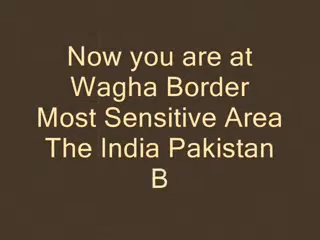 Now you are at
Wagha Border
Most Sensitive Area
The India Pakistan
B